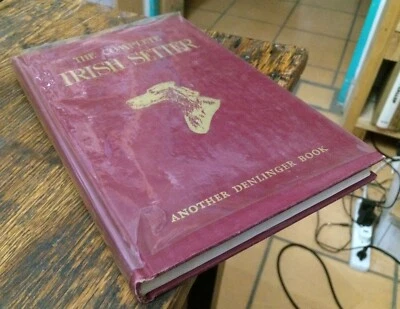 THE COMPLETE
IRISH SETTER
ANOTHER DENLINGER BOOK